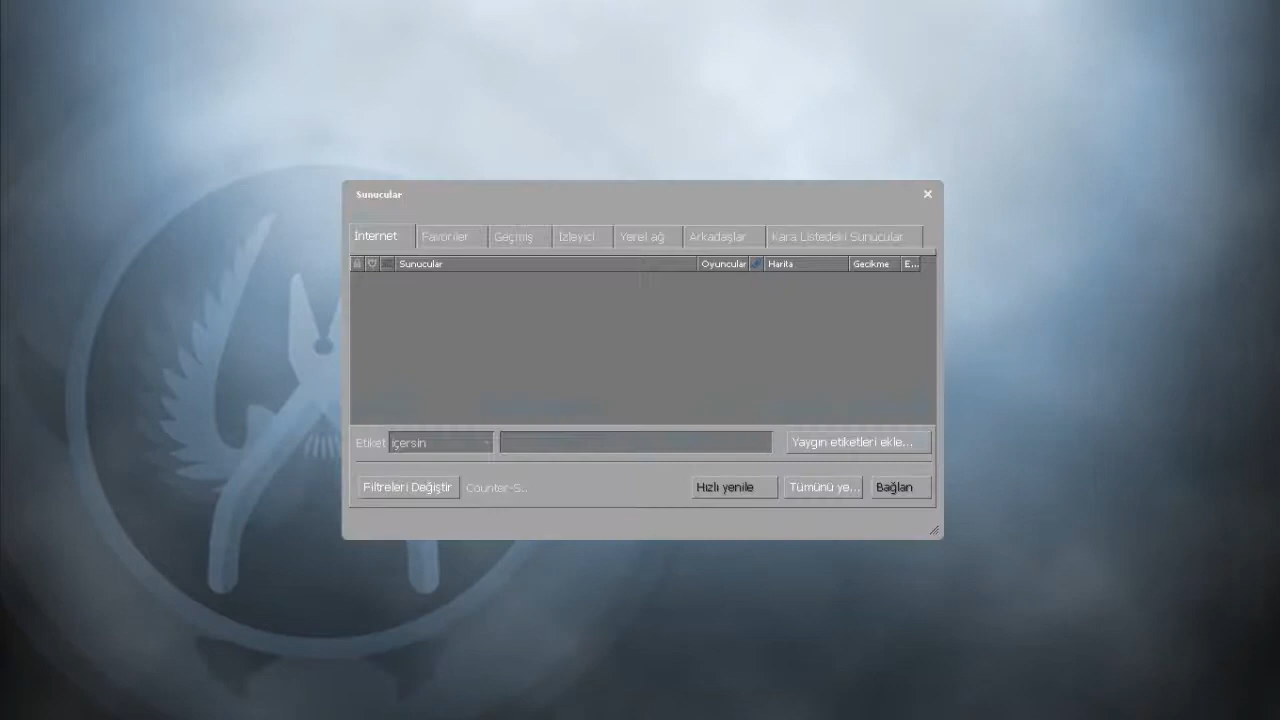 Sunucular
İnternet Favoriler Geçmiş İzleyici Yerel ağ Arkadaşlar Kara Listedeki Sunucular
Sunucular Oyuncular Harita Gecikme E...
Etiket içersin Yaygın etiketleri ekle...
Filtreleri Değiştir Counter-S.. Hızlı yenile Tümünü ye... Bağlan